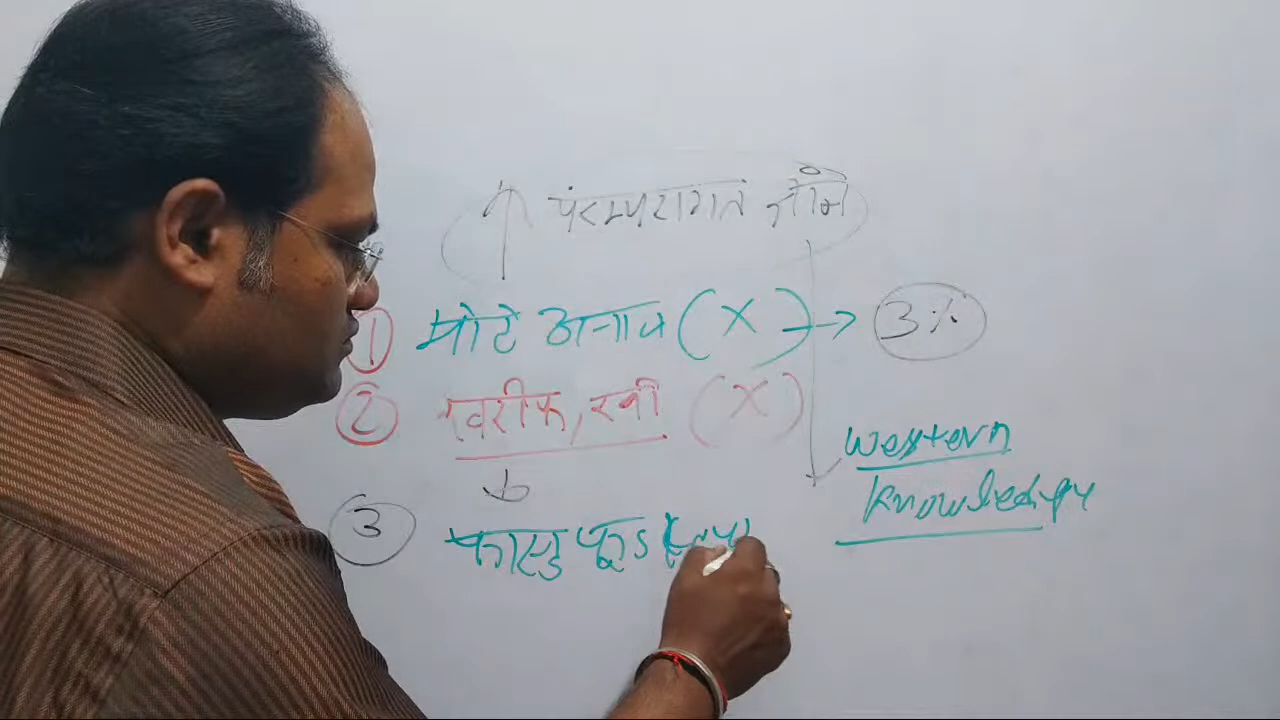 ↑ परम्परागत
① मोटे अनाज (X) → 3%
② खरीफ, रबी (X)
western
knowledge
③ फास्ट फूड